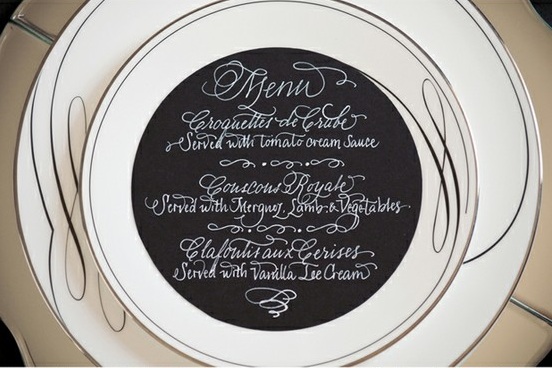 Menu
Croquettes de Crabe
Served with tomato cream sauce
Couscous Royale
Served with Merguez, Lamb & Vegetables
Clafoutis aux Cerises
Served with Vanilla Ice Cream